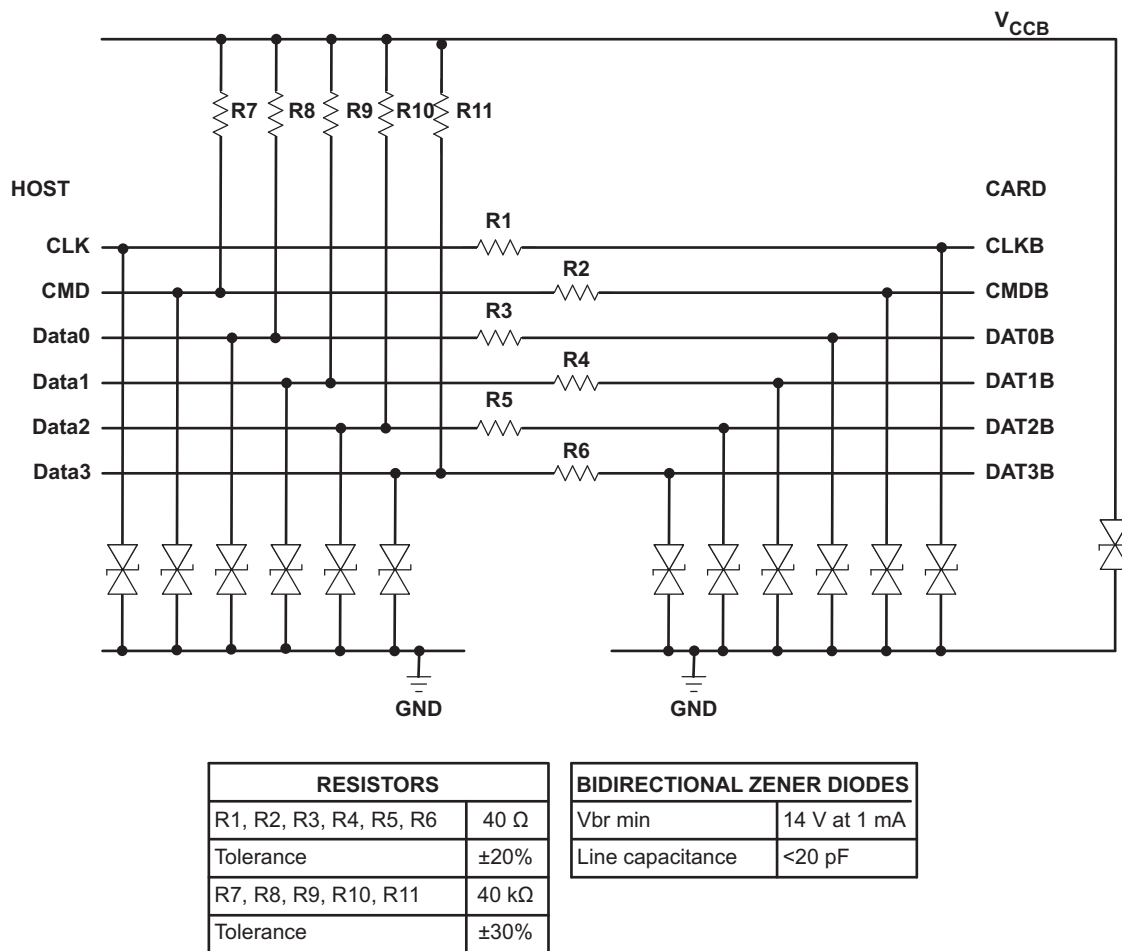 VCCB
R7 R8 R9 R10 R11
HOST CARD
R1
CLK CLKB
R2
CMD CMDB
R3
Data0 DAT0B
R4
Data1 DAT1B
R5
Data2 DAT2B
R6
Data3 DAT3B
GND GND
RESISTORS
R1, R2, R3, R4, R5, R6 40 Ω
Tolerance ±20%
R7, R8, R9, R10, R11 40 kΩ
Tolerance ±30%
BIDIRECTIONAL ZENER DIODES
Vbr min 14 V at 1 mA
Line capacitance <20 pF